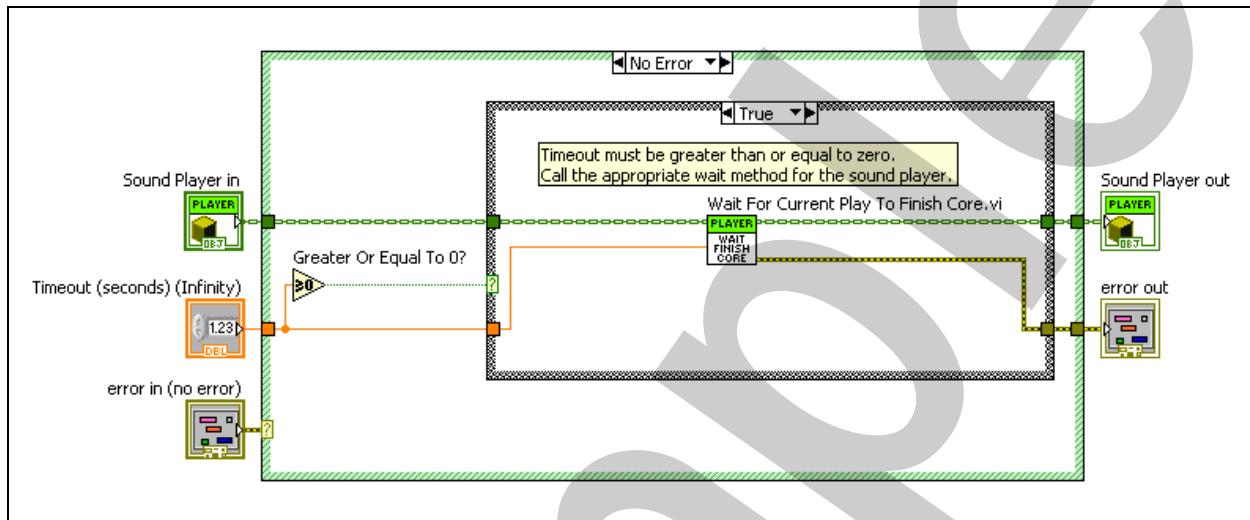 No Error
True
Timeout must be greater than or equal to zero.
Call the appropriate wait method for the sound player.
Sound Player in
PLAYER
OBJ
Wait For Current Play To Finish Core.vi
PLAYER
WAIT
FINISH
CORE
Sound Player out
PLAYER
OBJ
Greater Or Equal To 0?
≥0
?
Timeout (seconds) (Infinity)
1.23
DBL
error out
error in (no error)
?